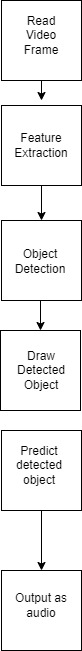 Read
Video
Frame
Feature
Extraction
Object
Detection
Draw
Detected
Object
Predict
detected
object
Output as
audio